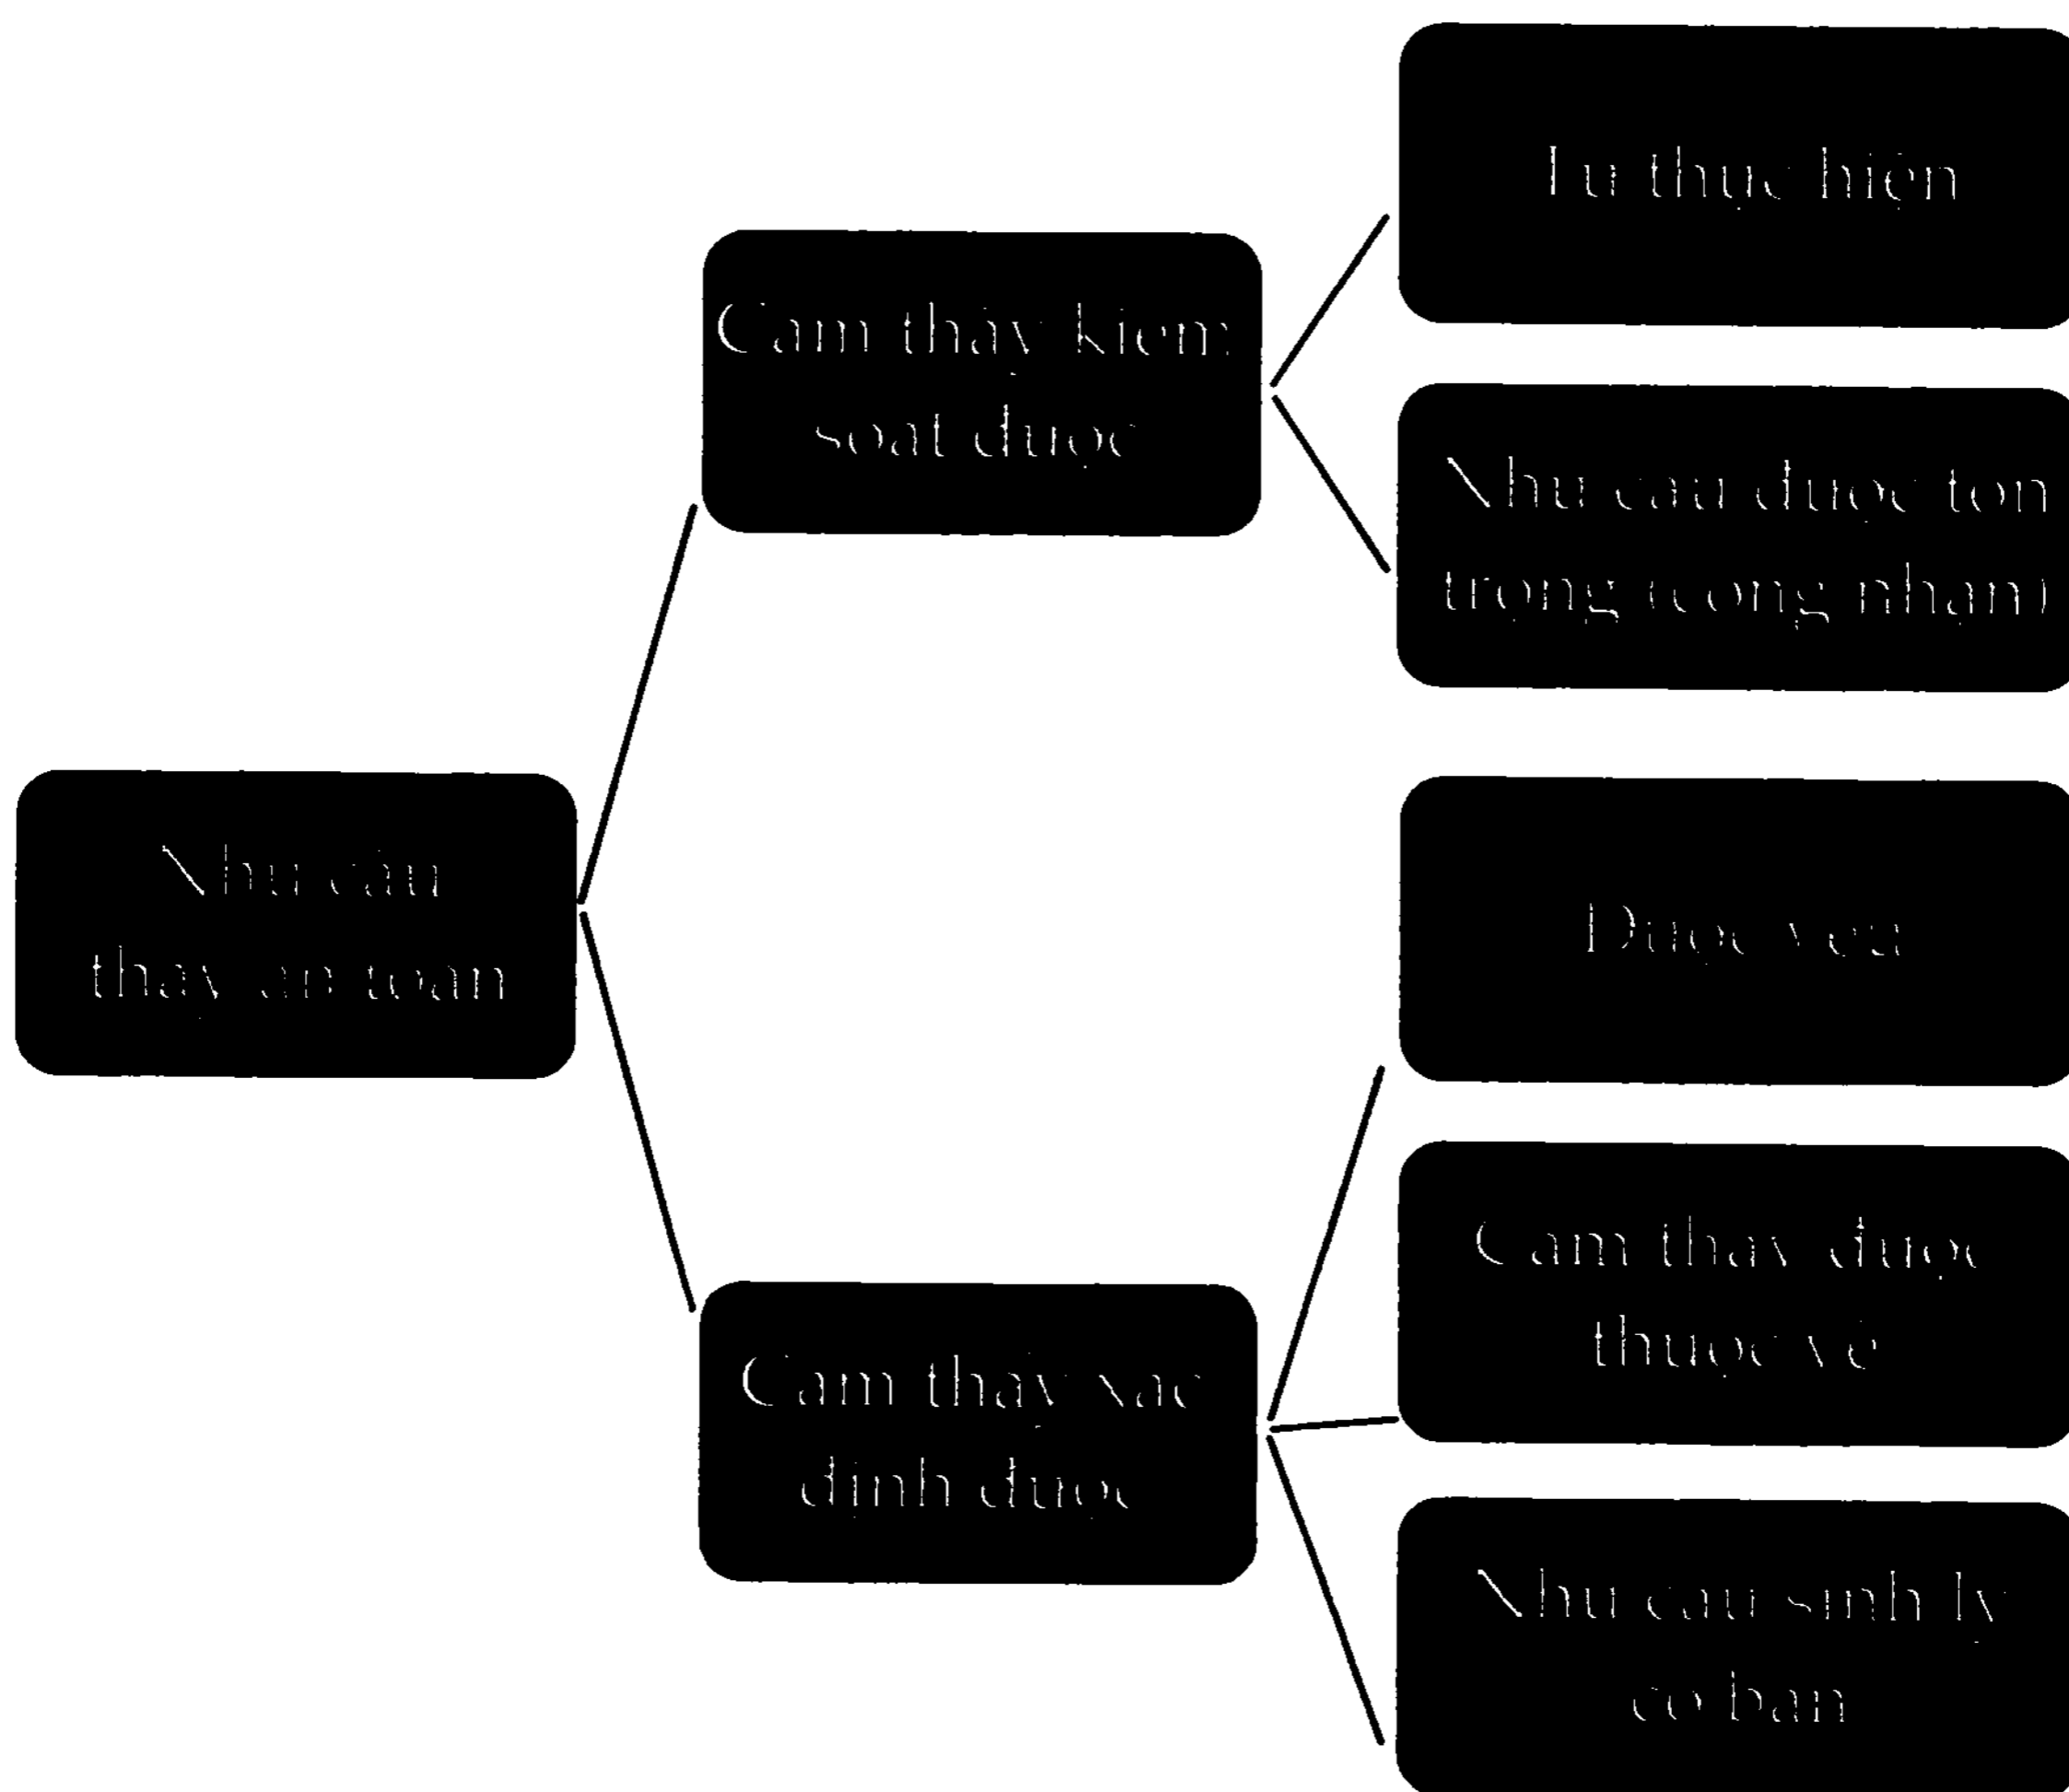 Tự thực hiện
Cảm thấy kiểm
soát được
Nhu cầu được tôn
trọng (công nhận)
Nhu cầu
thấy an toàn
Được yêu
Cảm thấy được
thuộc về
Cảm thấy xác
định được
Nhu cầu sinh lý
cơ bản